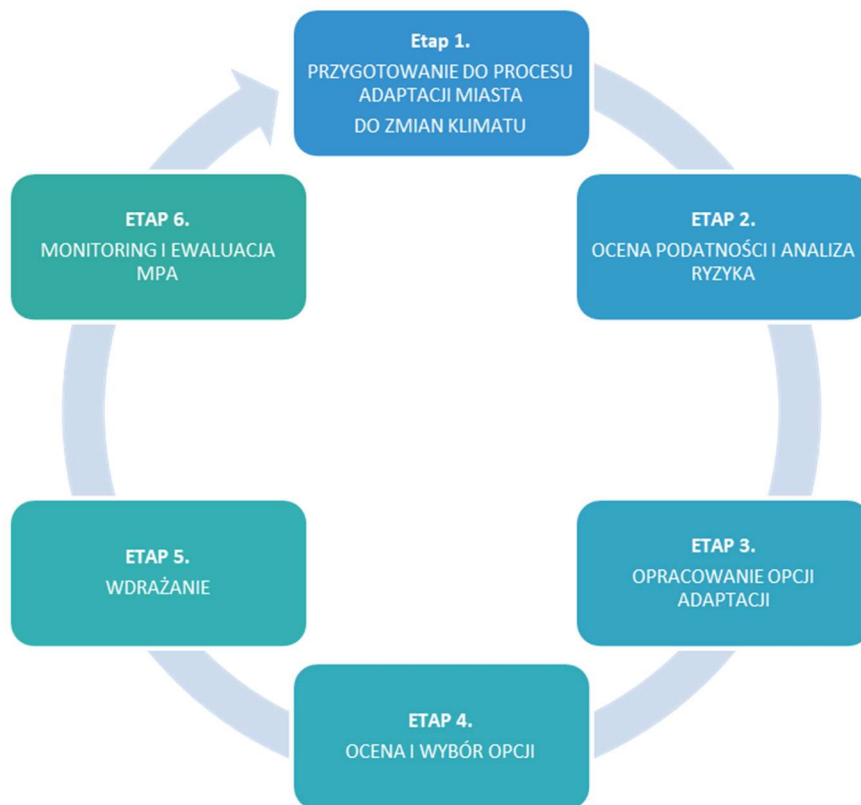 Etap 1.
PRZYGOTOWANIE DO PROCESU
ADAPTACJI MIASTA
DO ZMIAN KLIMATU
ETAP 2.
OCENA PODATNOŚCI I ANALIZA
RYZYKA
ETAP 3.
OPRACOWANIE OPCJI
ADAPTACJI
ETAP 4.
OCENA I WYBÓR OPCJI
ETAP 5.
WDRAŻANIE
ETAP 6.
MONITORING I EWALUACJA
MPA